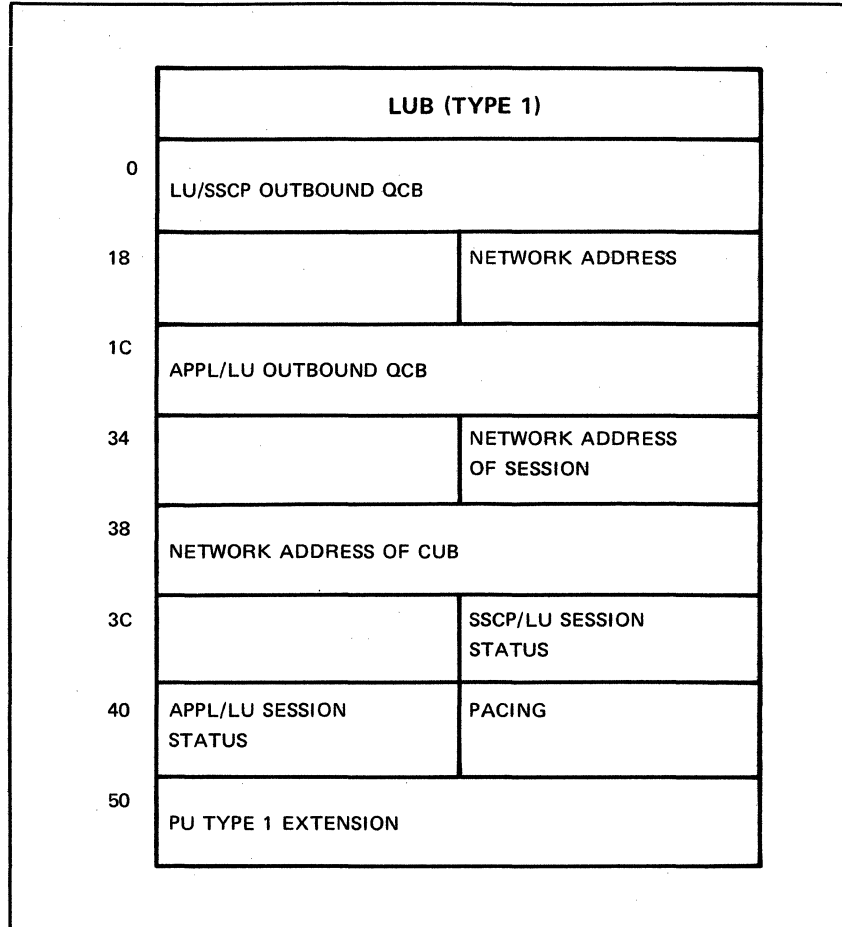 LUB (TYPE 1)
0
LU/SSCP OUTBOUND QCB
18
NETWORK ADDRESS
1C
APPL/LU OUTBOUND QCB
34
NETWORK ADDRESS
OF SESSION
38
NETWORK ADDRESS OF CUB
3C
SSCP/LU SESSION
STATUS
40
APPL/LU SESSION
STATUS
PACING
50
PU TYPE 1 EXTENSION